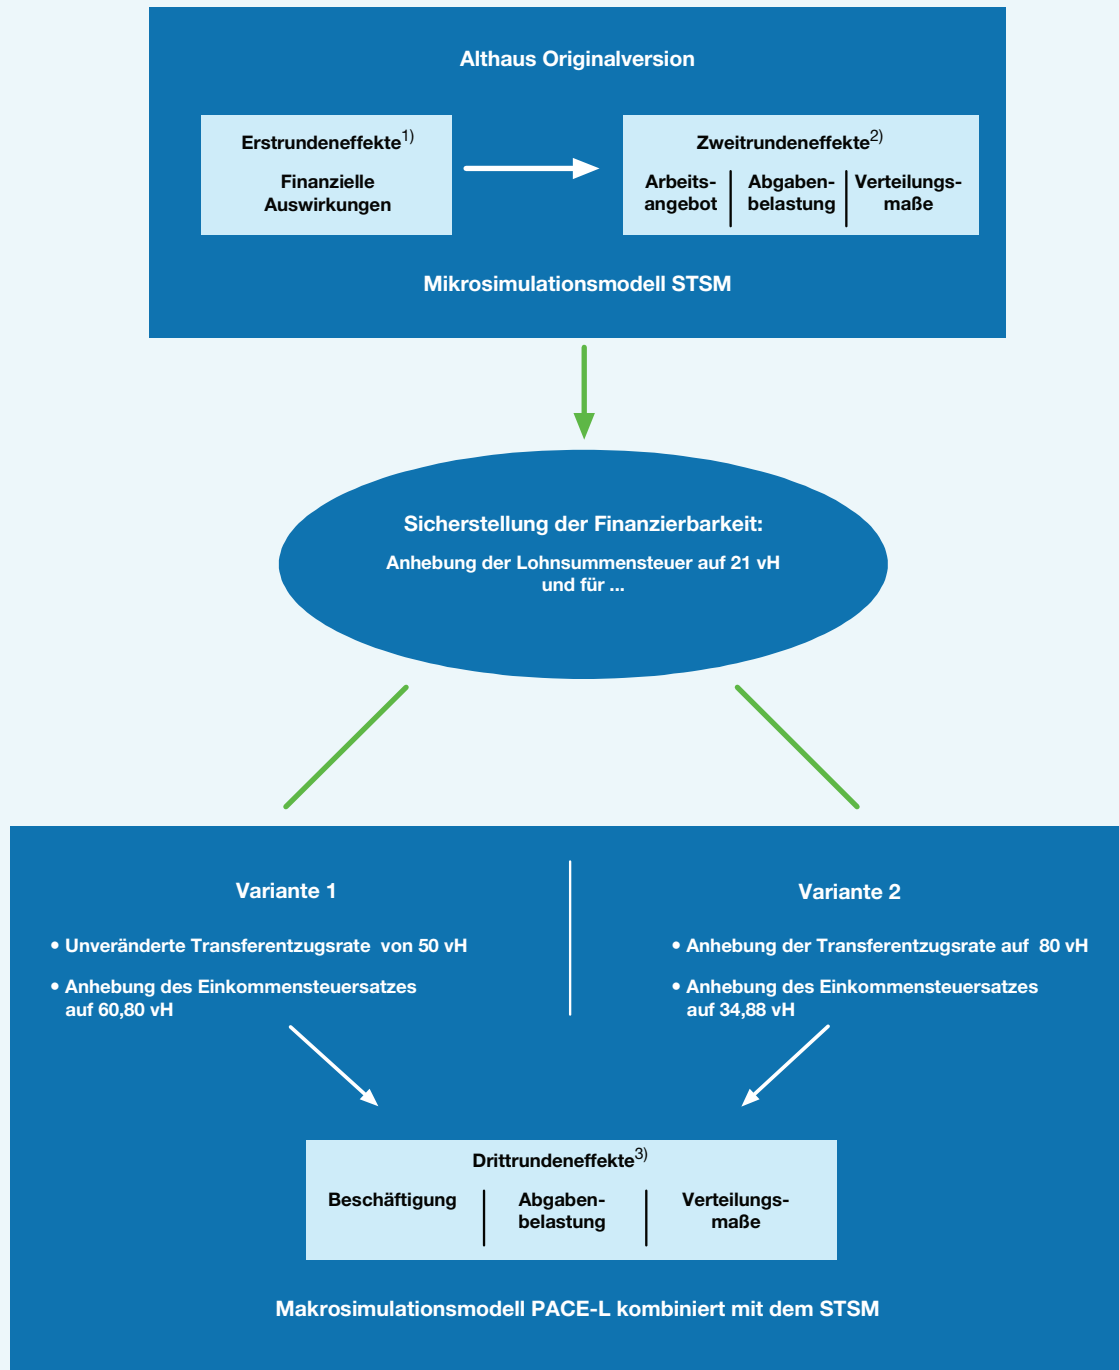 Althaus Originalversion
Erstrundeneffekte1)
Finanzielle
Auswirkungen
Zweitrundeneffekte2)
Arbeits-
angebot
Abgaben-
belastung
Verteilungs-
maße
Mikrosimulationsmodell STSM
Sicherstellung der Finanzierbarkeit:
Anhebung der Lohnsummensteuer auf 21 vH
und für ...
Variante 1
• Unveränderte Transferentzugsrate von 50 vH
• Anhebung des Einkommensteuersatzes
auf 60,80 vH
Variante 2
• Anhebung der Transferentzugsrate auf 80 vH
• Anhebung des Einkommensteuersatzes
auf 34,88 vH
Drittrundeneffekte3)
Beschäftigung
Abgaben-
belastung
Verteilungs-
maße
Makrosimulationsmodell PACE-L kombiniert mit dem STSM